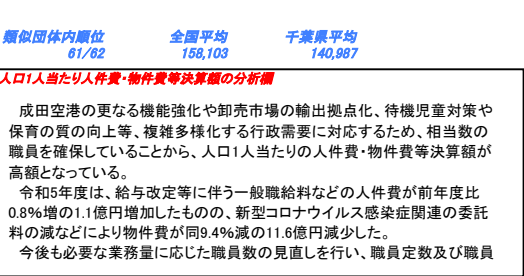 類似団体内順位 全国平均 千葉県平均
61/62 158,103 140,987
人口1人当たり人件費・物件費等決算額の分析欄
成田空港の更なる機能強化や卸売市場の輸出拠点化、待機児童対策や
保育の質の向上等、複雑多様化する行政需要に対応するため、相当数の
職員を確保していることから、人口1人当たりの人件費・物件費等決算額が
高額となっている。
令和5年度は、給与改定等に伴う一般職給料などの人件費が前年度比
0.8%増の1.1億円増加したものの、新型コロナウイルス感染症関連の委託
料の減などにより物件費が同9.4%減の11.6億円減少した。
今後も必要な業務量に応じた職員数の見直しを行い、職員定数及び職員